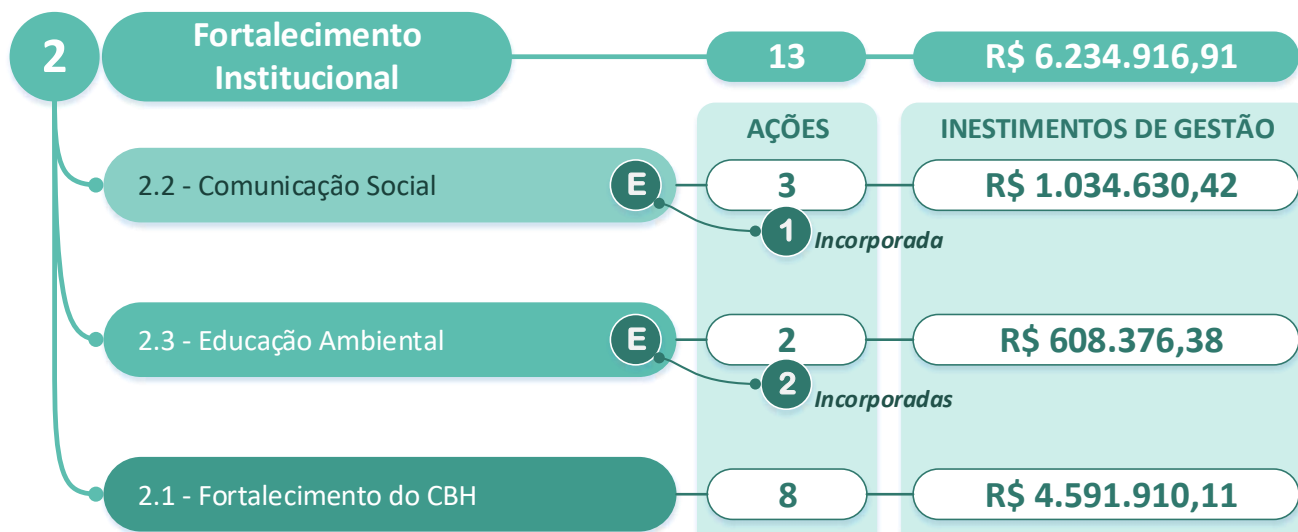 2
Fortalecimento
Institucional
13
R$ 6.234.916,91
AÇÕES
INESTIMENTOS DE GESTÃO
2.2 - Comunicação Social
E
3
R$ 1.034.630,42
1
Incorporada
2.3 - Educação Ambiental
E
2
R$ 608.376,38
2
Incorporadas
2.1 - Fortalecimento do CBH
8
R$ 4.591.910,11